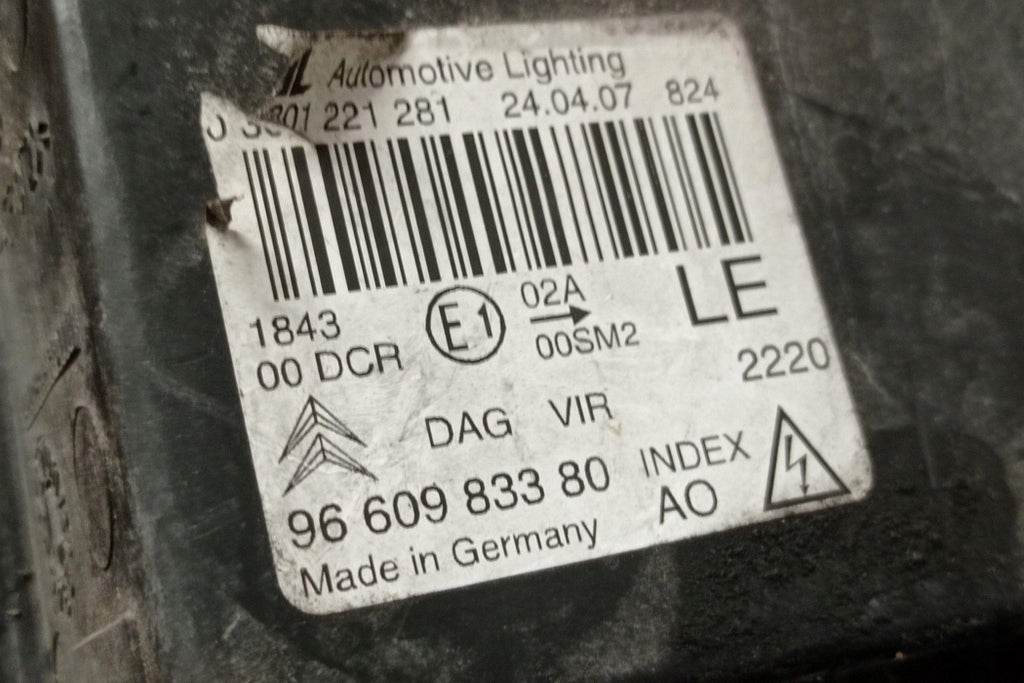 Automotive Lighting
301 221 281 24.04.07 824
LE
1843 E1 02A
00 DCR 00SM2
2220
DAG VIR
96 609 833 80 INDEX
AO
Made in Germany